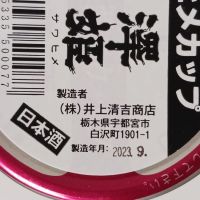 メカップ
澤姫
サワヒメ
製造者
(株)井上清吉商店
栃木県宇都宮市
白沢町1901-1
製造年月: 2023.9.
日本酒
5335500077